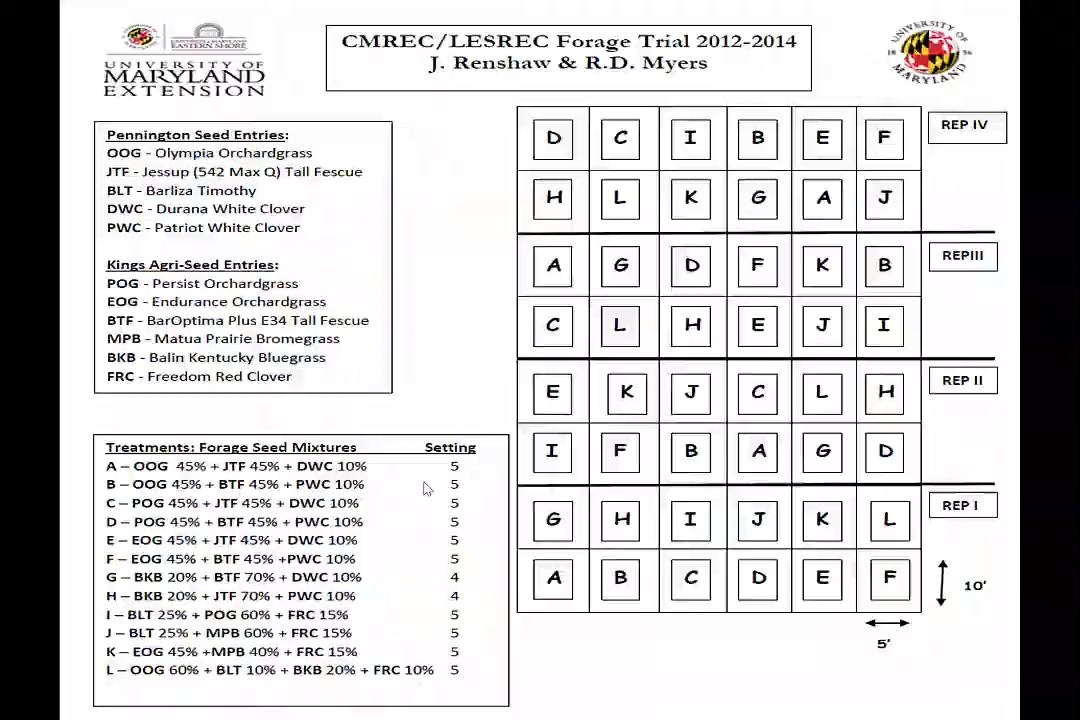 UNIVERSITY OF
MARYLAND
EXTENSION
CMREC/LESREC Forage Trial 2012-2014
J. Renshaw & R.D. Myers
UNIVERSITY OF
18 56
MARYLAND
Pennington Seed Entries:
OOG - Olympia Orchardgrass
JTF - Jessup (542 Max Q) Tall Fescue
BLT - Barliza Timothy
DWC - Durana White Clover
PWC - Patriot White Clover
Kings Agri-Seed Entries:
POG - Persist Orchardgrass
EOG - Endurance Orchardgrass
BTF - BarOptima Plus E34 Tall Fescue
MPB - Matua Prairie Bromegrass
BKB - Balin Kentucky Bluegrass
FRC - Freedom Red Clover
Treatments: Forage Seed Mixtures Setting
A – OOG 45% + JTF 45% + DWC 10% 5
B – OOG 45% + BTF 45% + PWC 10% 5
C – POG 45% + JTF 45% + DWC 10% 5
D – POG 45% + BTF 45% + PWC 10% 5
E – EOG 45% + JTF 45% + DWC 10% 5
F – EOG 45% + BTF 45% +PWC 10% 5
G – BKB 20% + BTF 70% + DWC 10% 4
H – BKB 20% + JTF 70% + PWC 10% 4
I – BLT 25% + POG 60% + FRC 15% 5
J – BLT 25% + MPB 60% + FRC 15% 5
K – EOG 45% +MPB 40% + FRC 15% 5
L – OOG 60% + BLT 10% + BKB 20% + FRC 10% 5
D C I B E F REP IV
H L K G A J
A G D F K B REPIII
C L H E J I
E K J C L H REP II
I F B A G D
G H I J K L REP I
A B C D E F 10'
5'